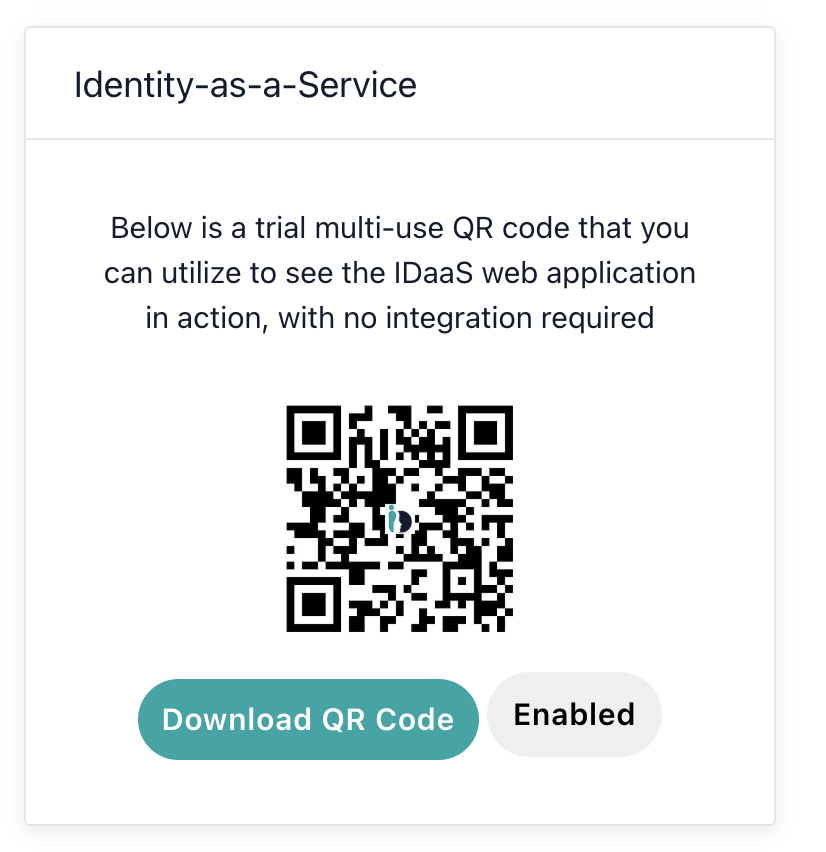 Identity-as-a-Service
Below is a trial multi-use QR code that you
can utilize to see the IDaaS web application
in action, with no integration required
iD
Download QR Code
Enabled